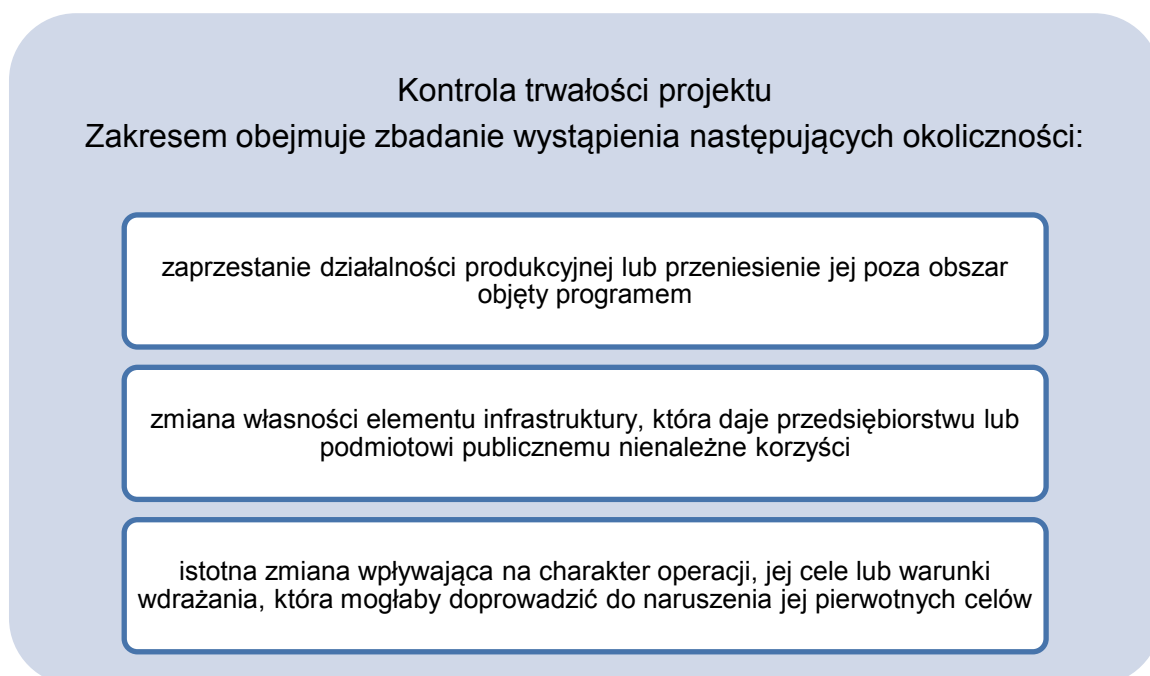 Kontrola trwałości projektu
Zakresem obejmuje zbadanie wystąpienia następujących okoliczności:
zaprzestanie działalności produkcyjnej lub przeniesienie jej poza obszar
objęty programem
zmiana własności elementu infrastruktury, która daje przedsiębiorstwu lub
podmiotowi publicznemu nienależne korzyści
istotna zmiana wpływająca na charakter operacji, jej cele lub warunki
wdrażania, która mogłaby doprowadzić do naruszenia jej pierwotnych celów